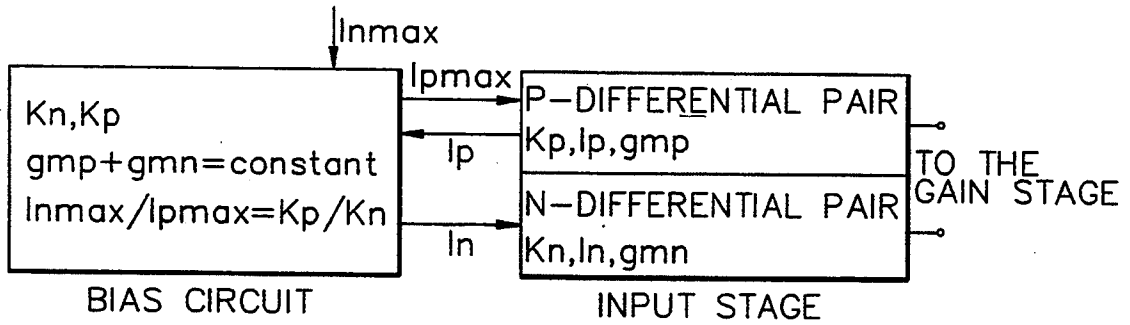 Inmax
Ipmax
Kn,Kp
gmp+gmn=constant
Inmax/Ipmax=Kp/Kn
Ip
In
BIAS CIRCUIT
P-DIFFERENTIAL PAIR
Kp,Ip,gmp
N-DIFFERENTIAL PAIR
Kn,In,gmn
INPUT STAGE
TO THE
GAIN STAGE